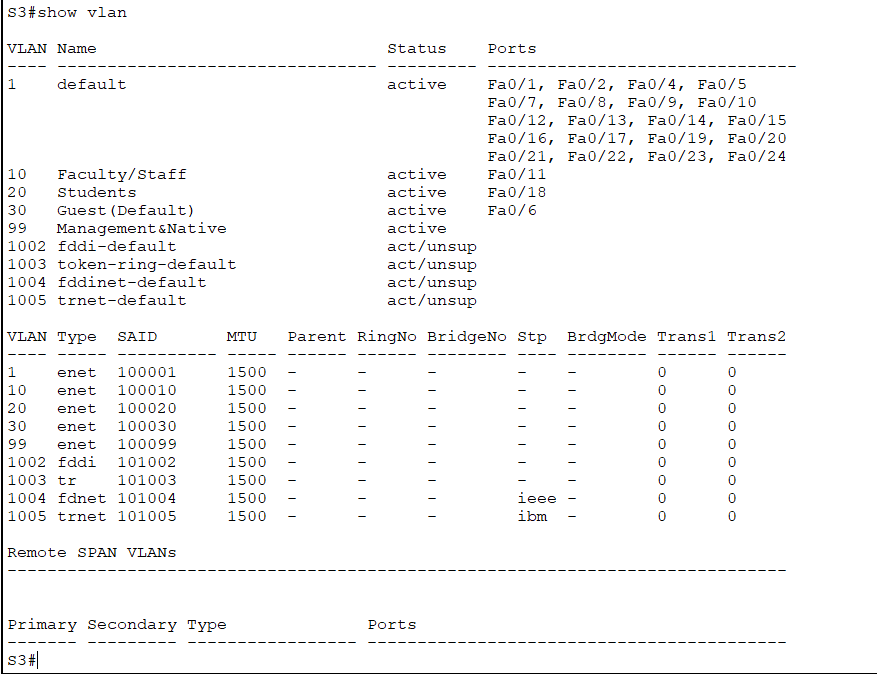 S3#show vlan
VLAN Name                             Status    Ports
---- -------------------------------- --------- -------------------------------
1    default                          active    Fa0/1, Fa0/2, Fa0/4, Fa0/5
                                                Fa0/7, Fa0/8, Fa0/9, Fa0/10
                                                Fa0/12, Fa0/13, Fa0/14, Fa0/15
                                                Fa0/16, Fa0/17, Fa0/19, Fa0/20
                                                Fa0/21, Fa0/22, Fa0/23, Fa0/24
10   Faculty/Staff                    active    Fa0/11
20   Students                         active    Fa0/18
30   Guest(Default)                   active    Fa0/6
99   Management&Native                active
1002 fddi-default                     act/unsup
1003 token-ring-default               act/unsup
1004 fddinet-default                  act/unsup
1005 trnet-default                    act/unsup
VLAN Type  SAID       MTU   Parent RingNo BridgeNo Stp  BrdgMode Trans1 Trans2
---- ----- ---------- ----- ------ ------ -------- ---- -------- ------ ------
1    enet  100001     1500  -      -      -        -    -        0      0
10   enet  100010     1500  -      -      -        -    -        0      0
20   enet  100020     1500  -      -      -        -    -        0      0
30   enet  100030     1500  -      -      -        -    -        0      0
99   enet  100099     1500  -      -      -        -    -        0      0
1002 fddi  101002     1500  -      -      -        -    -        0      0
1003 tr    101003     1500  -      -      -        -    -        0      0
1004 fdnet 101004     1500  -      -      -        ieee -        0      0
1005 trnet 101005     1500  -      -      -        ibm  -        0      0
Remote SPAN VLANs
------------------------------------------------------------------------------
Primary Secondary Type              Ports
------- --------- ----------------- ------------------------------------------
S3#